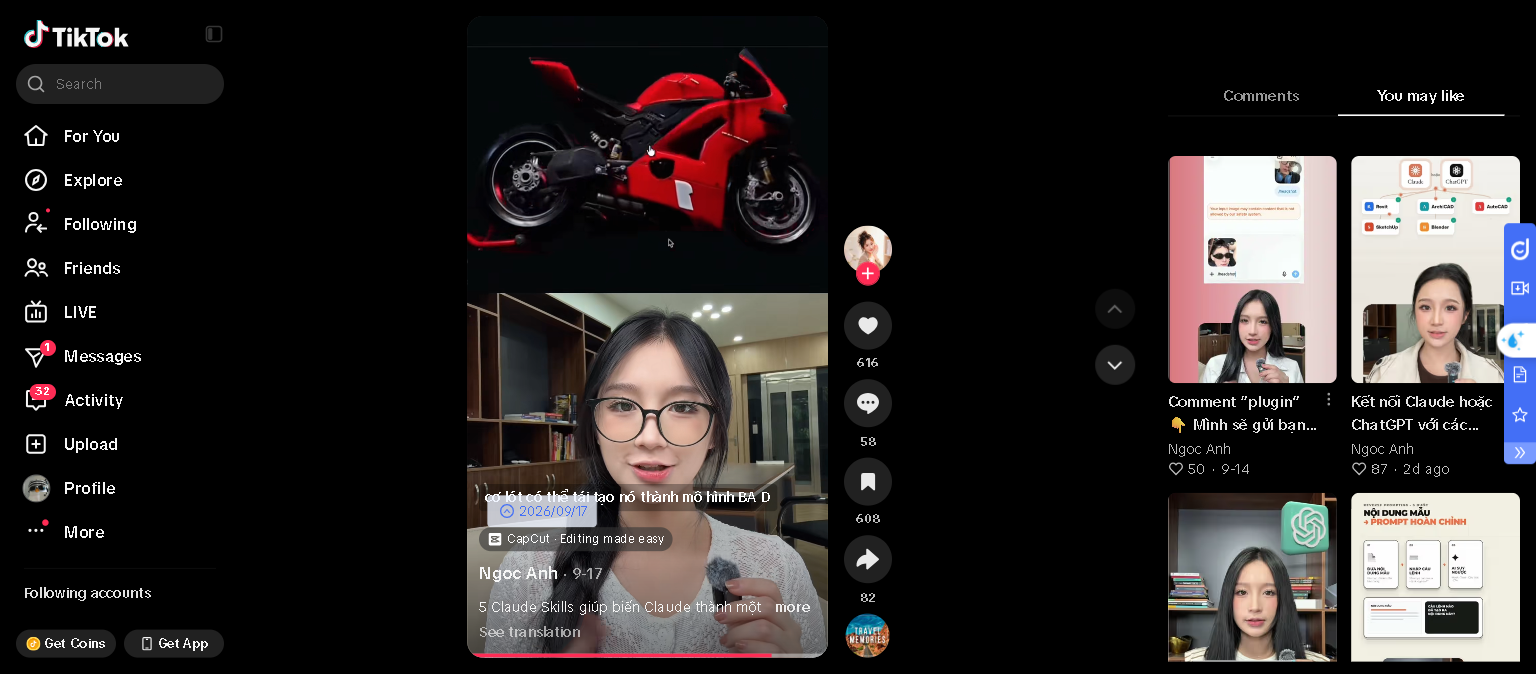 TikTok
Search
For You
Explore
Following
Friends
LIVE
1
Messages
32
Activity
Upload
Profile
More
Following accounts
Get Coins
Get App
cơ lót có thể tái tạo nó thành mô hình BA D
2026/09/17
CapCut · Editing made easy
Ngoc Anh · 9-17
5 Claude Skills giúp biến Claude thành một more
See translation
616
58
608
82
TRAVEL
MEMORIES
Comments
You may like
Comment "plugin"
👇 Mình sẽ gửi bạn...
Ngoc Anh
50 · 9-14
Claude
ChatGPT
Revit
ArchiCAD
AutoCAD
SketchUp
Blender
Kết nối Claude hoặc
ChatGPT với các...
Ngoc Anh
87 · 2d ago
NỘI DUNG MẪU
→ PROMPT HOÀN CHỈNH